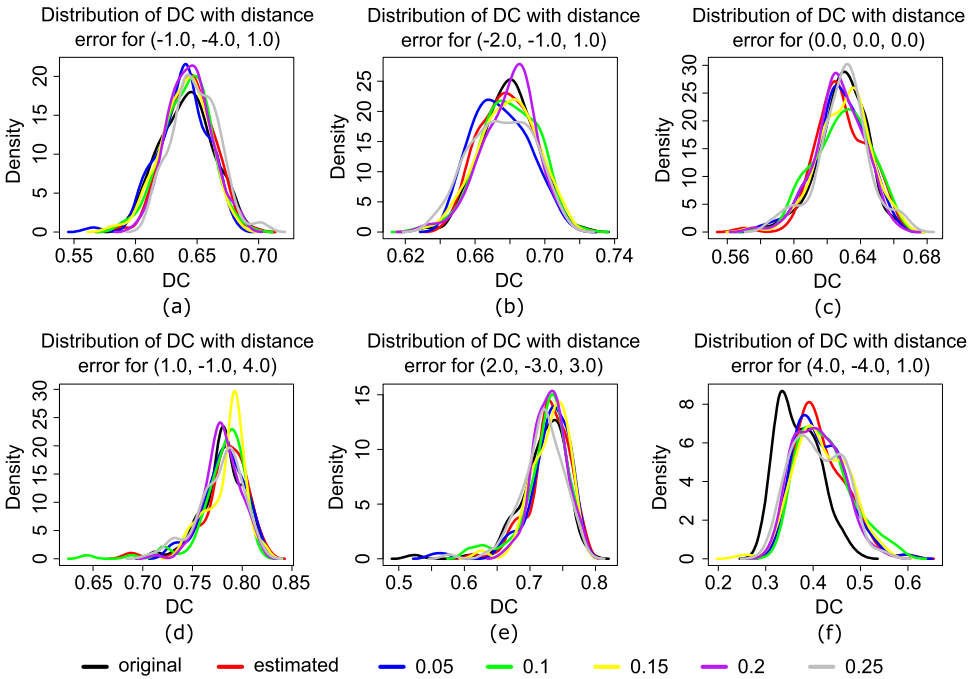 Distribution of DC with distance
error for (-1.0, -4.0, 1.0)
Distribution of DC with distance
error for (-2.0, -1.0, 1.0)
Distribution of DC with distance
error for (0.0, 0.0, 0.0)
Density
0 5 10 15 20
0.55 0.60 0.65 0.70
DC
(a)
Density
0 5 10 15 20 25
0.62 0.66 0.70 0.74
DC
(b)
Density
0 5 10 15 20 25 30
0.56 0.60 0.64 0.68
DC
(c)
Distribution of DC with distance
error for (1.0, -1.0, 4.0)
Distribution of DC with distance
error for (2.0, -3.0, 3.0)
Distribution of DC with distance
error for (4.0, -4.0, 1.0)
Density
0 5 10 15 20 25 30
0.65 0.70 0.75 0.80 0.85
DC
(d)
Density
0 5 10 15
0.5 0.6 0.7 0.8
DC
(e)
Density
0 2 4 6 8
0.2 0.3 0.4 0.5 0.6
DC
(f)
original estimated 0.05 0.1 0.15 0.2 0.25